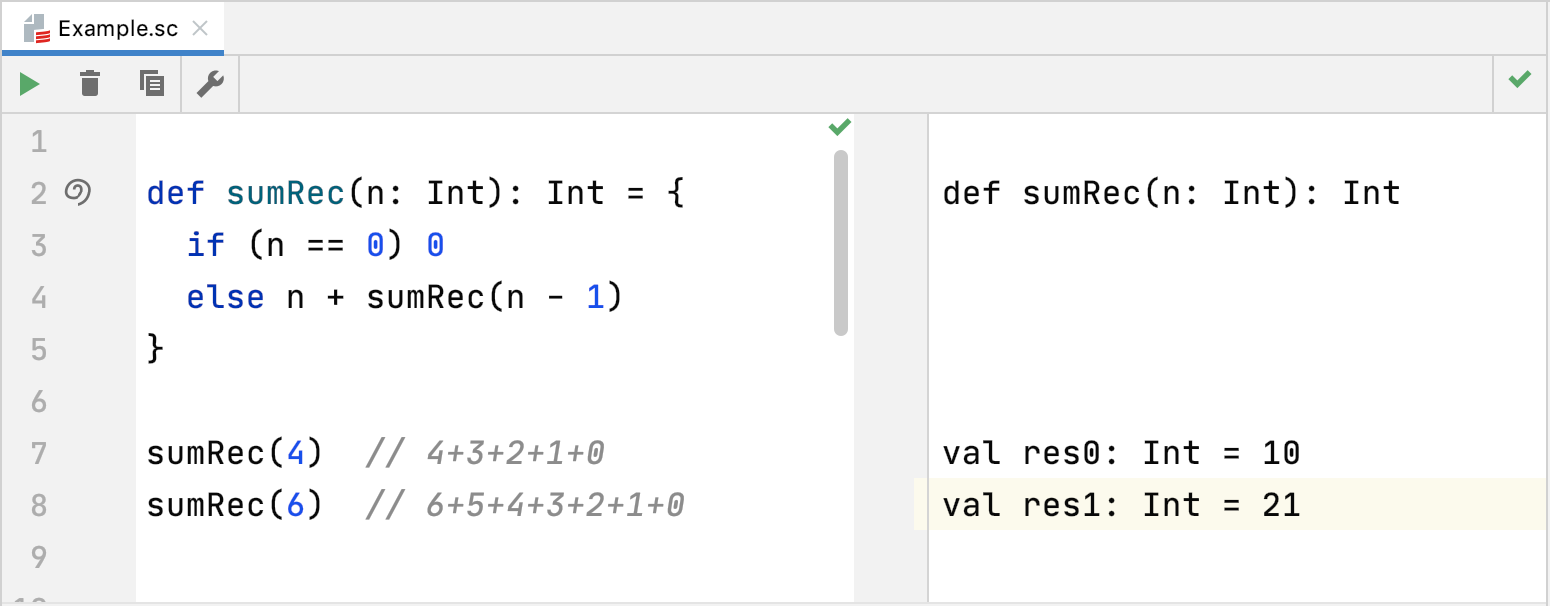 Example.sc
1
2 def sumRec(n: Int): Int = {
3 if (n == 0) 0
4 else n + sumRec(n - 1)
5 }
6
7 sumRec(4) // 4+3+2+1+0
8 sumRec(6) // 6+5+4+3+2+1+0
9
def sumRec(n: Int): Int
val res0: Int = 10
val res1: Int = 21